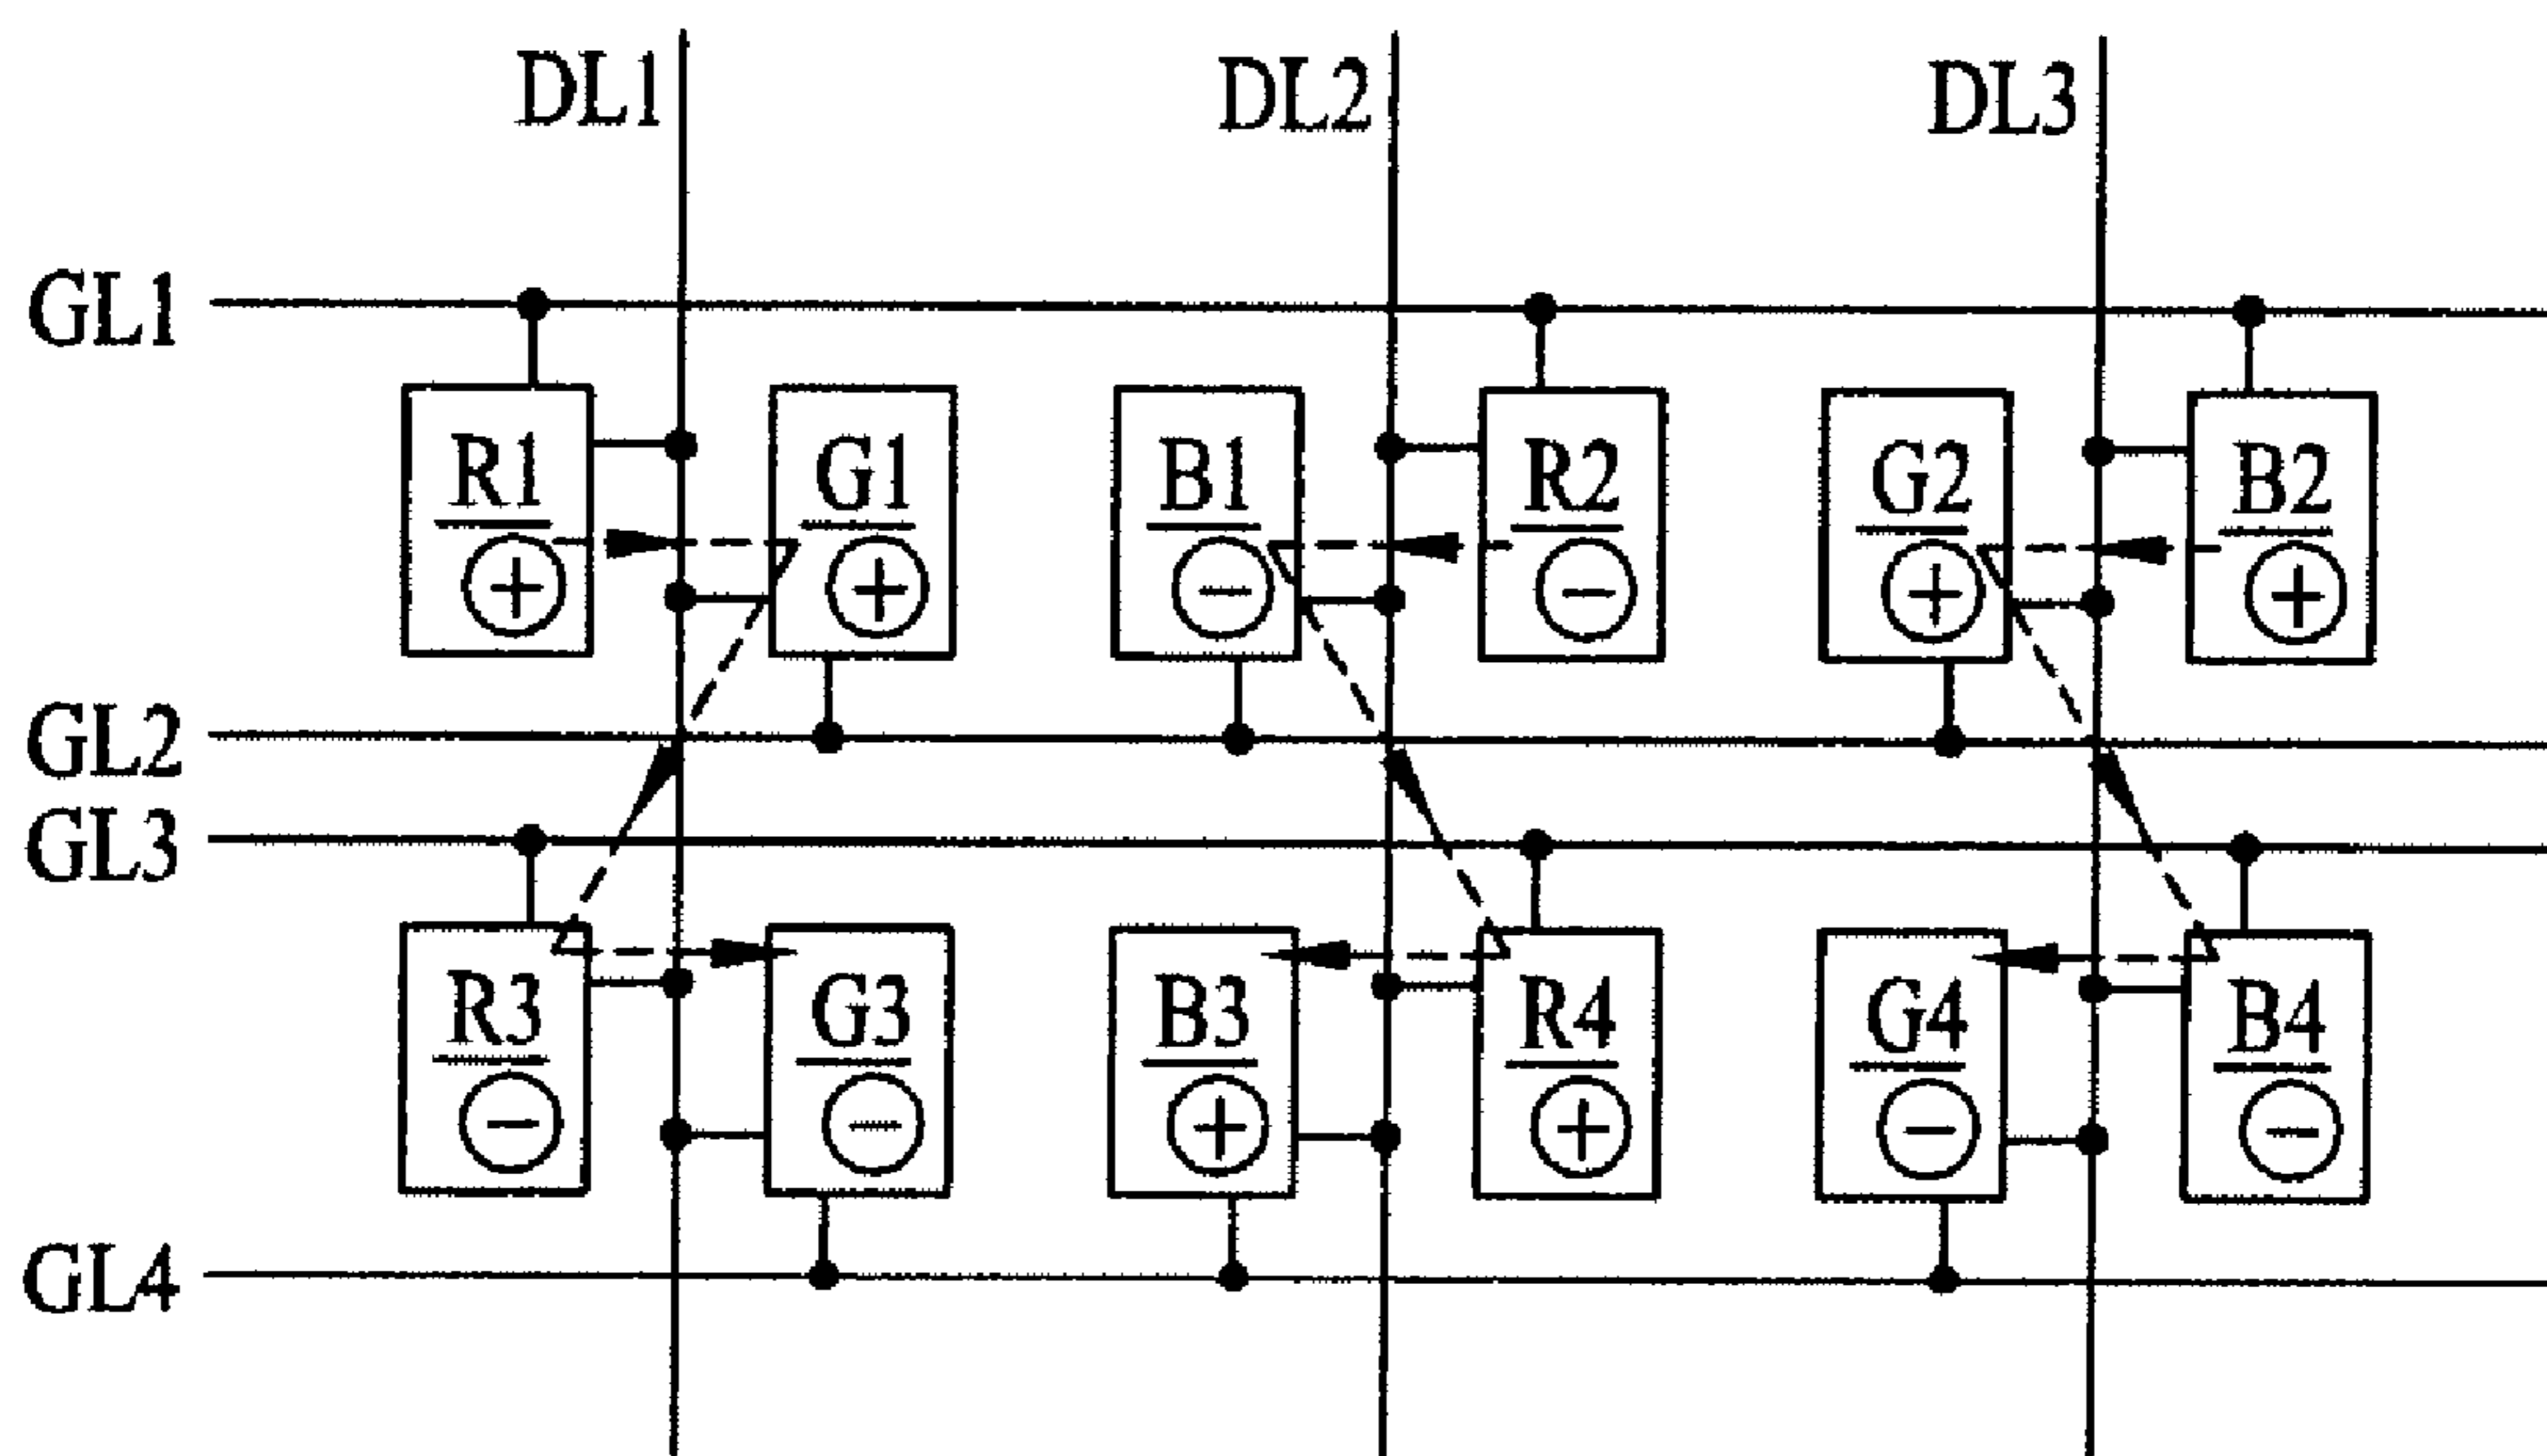 DL1 DL2 DL3
GL1
R1 G1 B1 R2 G2 B2
+ + − − + +
GL2
GL3
R3 G3 B3 R4 G4 B4
− − + + − −
GL4